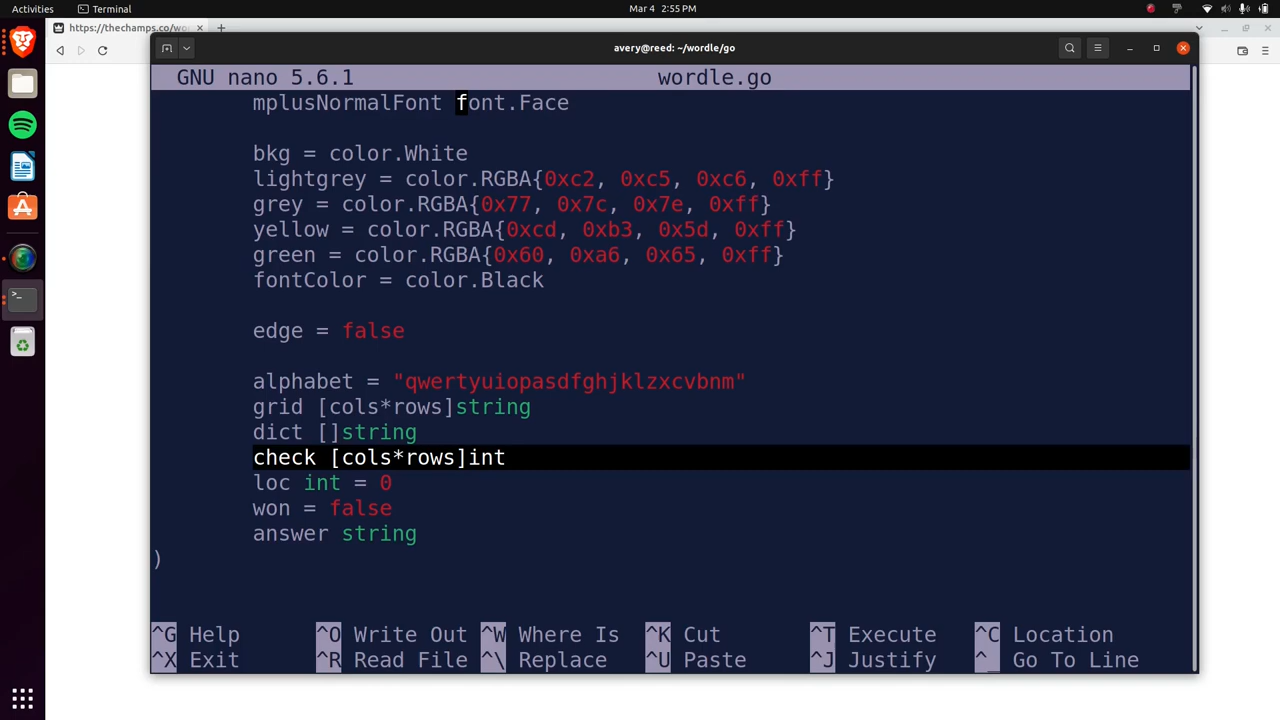 Activities Terminal Mar 4 2:55 PM
https://thechamps.co/wo
avery@reed: ~/wordle/go
GNU nano 5.6.1 wordle.go
mplusNormalFont font.Face
bkg = color.White
lightgrey = color.RGBA{0xc2, 0xc5, 0xc6, 0xff}
grey = color.RGBA{0x77, 0x7c, 0x7e, 0xff}
yellow = color.RGBA{0xcd, 0xb3, 0x5d, 0xff}
green = color.RGBA{0x60, 0xa6, 0x65, 0xff}
fontColor = color.Black
edge = false
alphabet = "qwertyuiopasdfghjklzxcvbnm"
grid [cols*rows]string
dict []string
check [cols*rows]int
loc int = 0
won = false
answer string
)
^G Help ^O Write Out ^W Where Is ^K Cut ^T Execute ^C Location
^X Exit ^R Read File ^\ Replace ^U Paste ^J Justify ^_ Go To Line